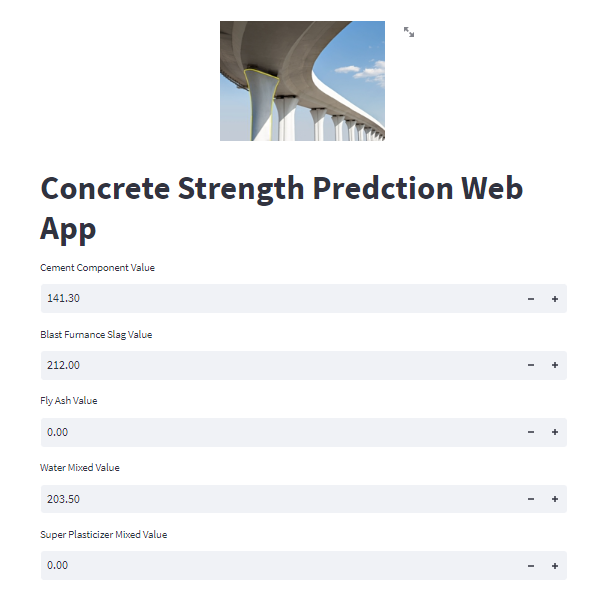 Concrete Strength Predction Web
App
Cement Component Value
141.30
Blast Furnance Slag Value
212.00
Fly Ash Value
0.00
Water Mixed Value
203.50
Super Plasticizer Mixed Value
0.00